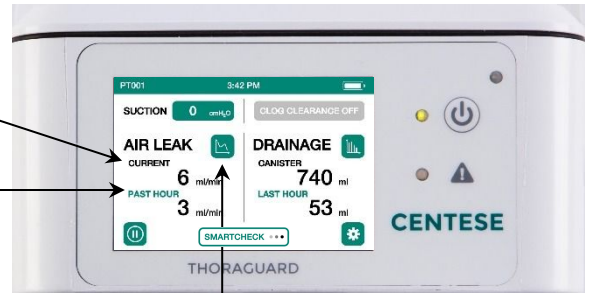 PT001 3:42 PM
SUCTION 0 cmH₂O CLOG CLEARANCE OFF
AIR LEAK DRAINAGE
CURRENT CANISTER
6 ml/min 740 ml
PAST HOUR LAST HOUR
3 ml/min 53 ml
SMARTCHECK
THORAGUARD
CENTESE